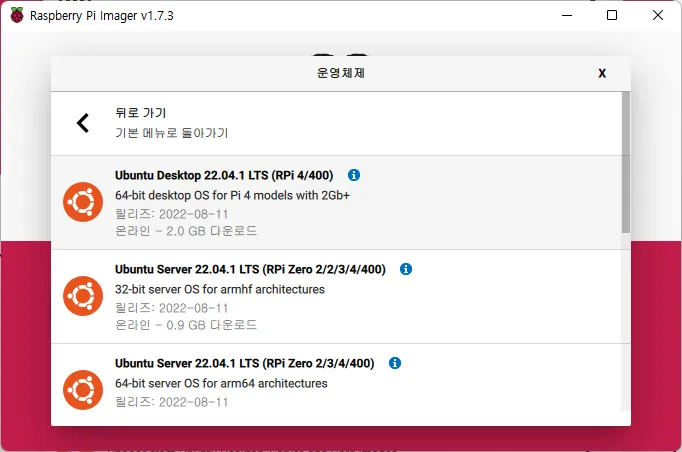 Raspberry Pi Imager v1.7.3
운영체제
X
뒤로 가기
기본 메뉴로 돌아가기
Ubuntu Desktop 22.04.1 LTS (RPi 4/400)
64-bit desktop OS for Pi 4 models with 2Gb+
릴리즈: 2022-08-11
온라인 - 2.0 GB 다운로드
Ubuntu Server 22.04.1 LTS (RPi Zero 2/2/3/4/400)
32-bit server OS for armhf architectures
릴리즈: 2022-08-11
온라인 - 0.9 GB 다운로드
Ubuntu Server 22.04.1 LTS (RPi Zero 2/3/4/400)
64-bit server OS for arm64 architectures
릴리즈: 2022-08-11